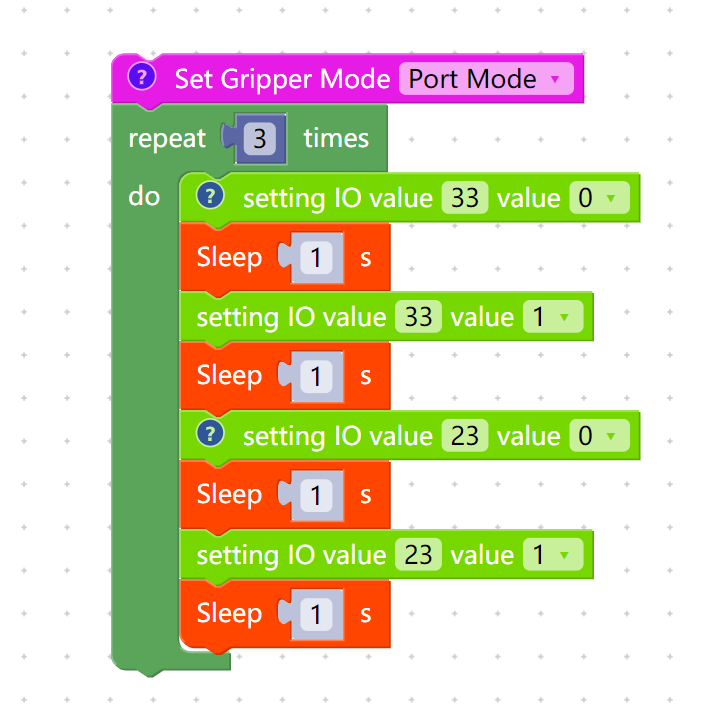 ? Set Gripper Mode Port Mode
repeat 3 times
do ? setting IO value 33 value 0
Sleep 1 s
setting IO value 33 value 1
Sleep 1 s
? setting IO value 23 value 0
Sleep 1 s
setting IO value 23 value 1
Sleep 1 s